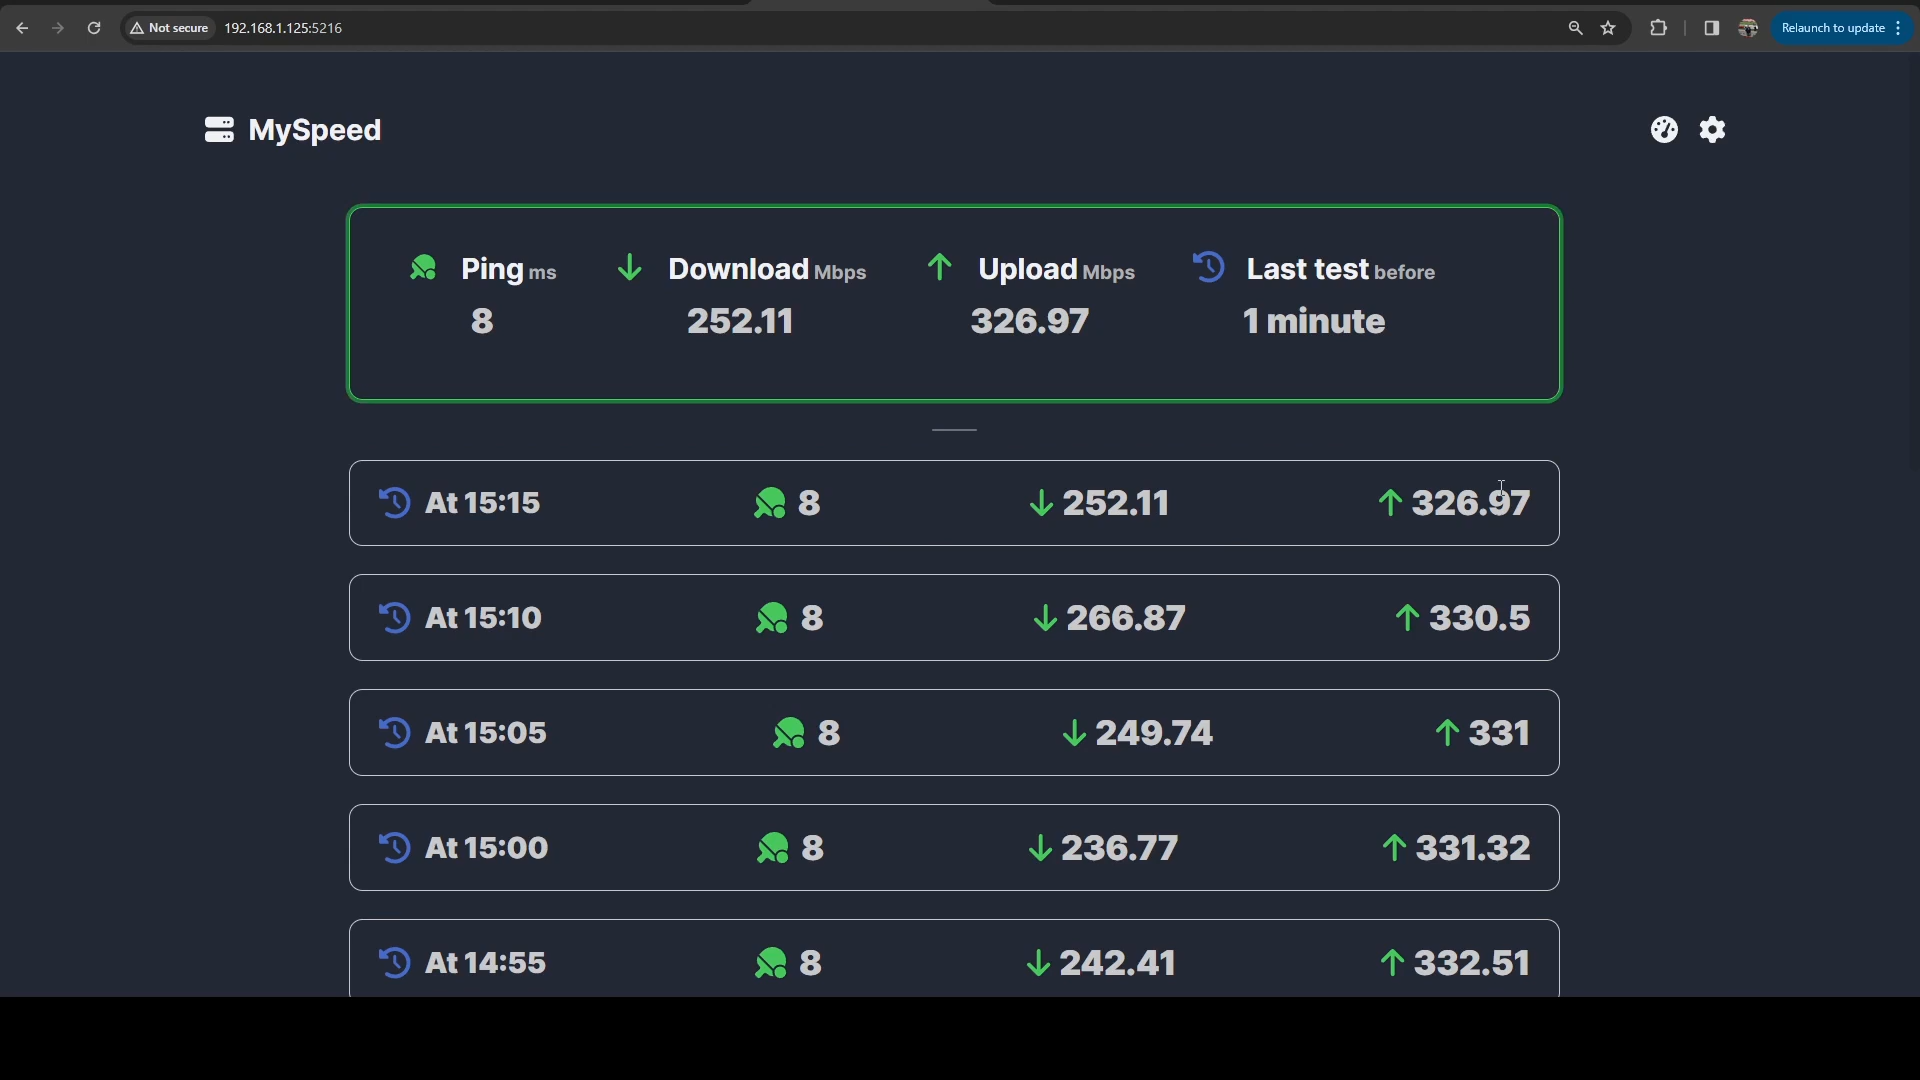 Not secure 192.168.1.125:5216 Relaunch to update
MySpeed
Ping ms Download Mbps Upload Mbps Last test before
8 252.11 326.97 1 minute
At 15:15 8 252.11 326.97
At 15:10 8 266.87 330.5
At 15:05 8 249.74 331
At 15:00 8 236.77 331.32
At 14:55 8 242.41 332.51